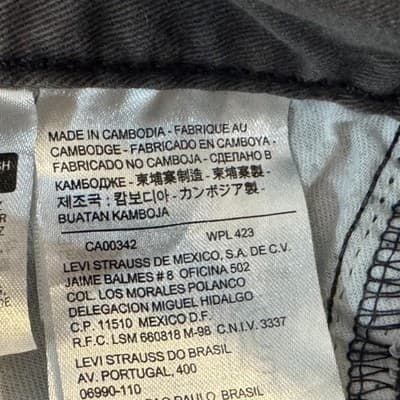 MADE IN CAMBODIA - FABRIQUE AU
CAMBODGE - FABRICADO EN CAMBOYA -
FABRICADO NO CAMBOJA - СДЕЛАНО В
КАМБОДЖЕ - 柬埔寨制造 - 柬埔寨製 -
제조국 : 캄보디아 - カンボジア製 -
BUATAN KAMBOJA
CA00342 WPL 423
LEVI STRAUSS DE MEXICO, S.A. DE C.V.
JAIME BALMES # 8 OFICINA 502
COL. LOS MORALES POLANCO
DELEGACION MIGUEL HIDALGO
C.P. 11510 MEXICO D.F.
R.F.C. LSM 660818 M-98 C.N.I.V. 3337
LEVI STRAUSS DO BRASIL
AV. PORTUGAL, 400
06990-110
SÃO PAULO, BRASIL